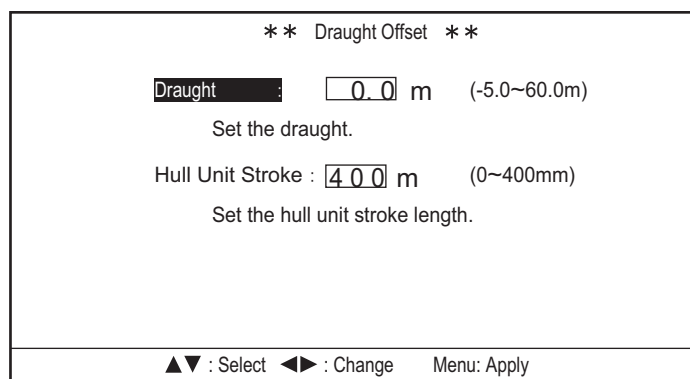 ** Draught Offset **
Draught : 0.0 m (-5.0~60.0m)
Set the draught.
Hull Unit Stroke : 400 m (0~400mm)
Set the hull unit stroke length.
▲▼ : Select ◀▶ : Change Menu: Apply